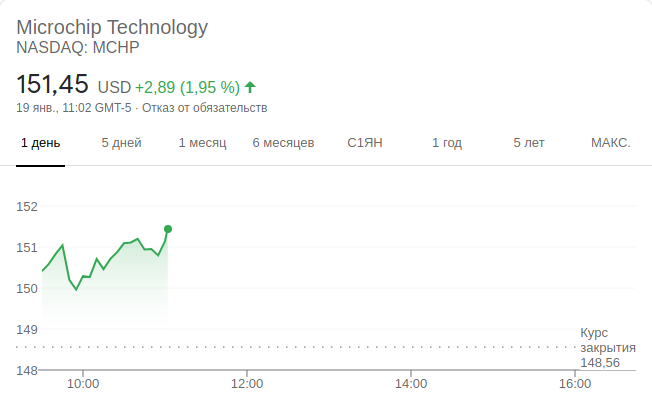 Microchip Technology
NASDAQ: MCHP
151,45 USD +2,89 (1,95 %)
19 янв., 11:02 GMT-5 · Отказ от обязательств
1 день 5 дней 1 месяц 6 месяцев С1ЯН 1 год 5 лет МАКС.
152
151
150
149
Курс
закрытия
148,56
148
10:00 12:00 14:00 16:00